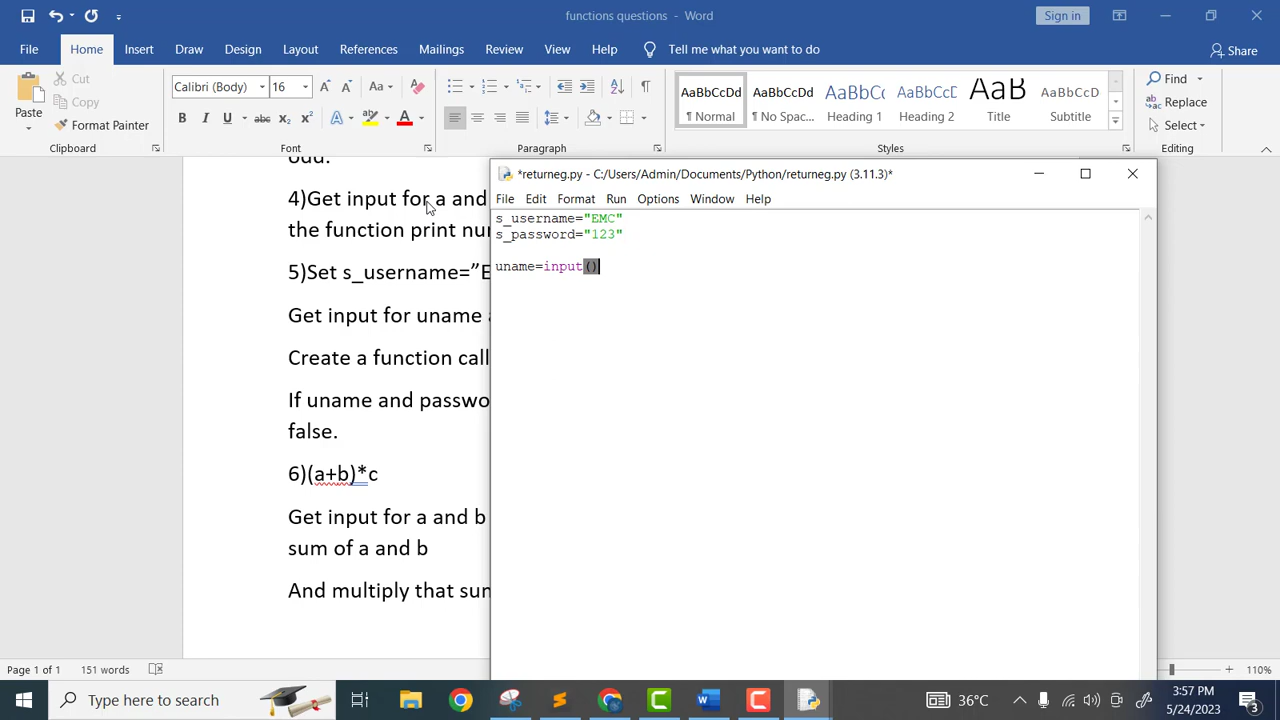 functions questions - Word
Sign in
File Home Insert Draw Design Layout References Mailings Review View Help Tell me what you want to do Share
Paste
Cut
Copy
Format Painter
Clipboard
Calibri (Body) 16
Font
Paragraph
AaBbCcDd AaBbCcDd AaBbCc AaBbCcD AaB AaBbCcD
¶ Normal ¶ No Spac... Heading 1 Heading 2 Title Subtitle
Styles
Find
Replace
Select
Editing
odd.
4)Get input for a and
the function print nu
5)Set s_username=”E
Get input for uname a
Create a function call
If uname and passwo
false.
6)(a+b)*c
Get input for a and b
sum of a and b
And multiply that sun
*returneg.py - C:/Users/Admin/Documents/Python/returneg.py (3.11.3)*
File Edit Format Run Options Window Help
s_username="EMC"
s_password="123"
uname=input()
Page 1 of 1 151 words
110%
Type here to search
36°C
3:57 PM
5/24/2023
3